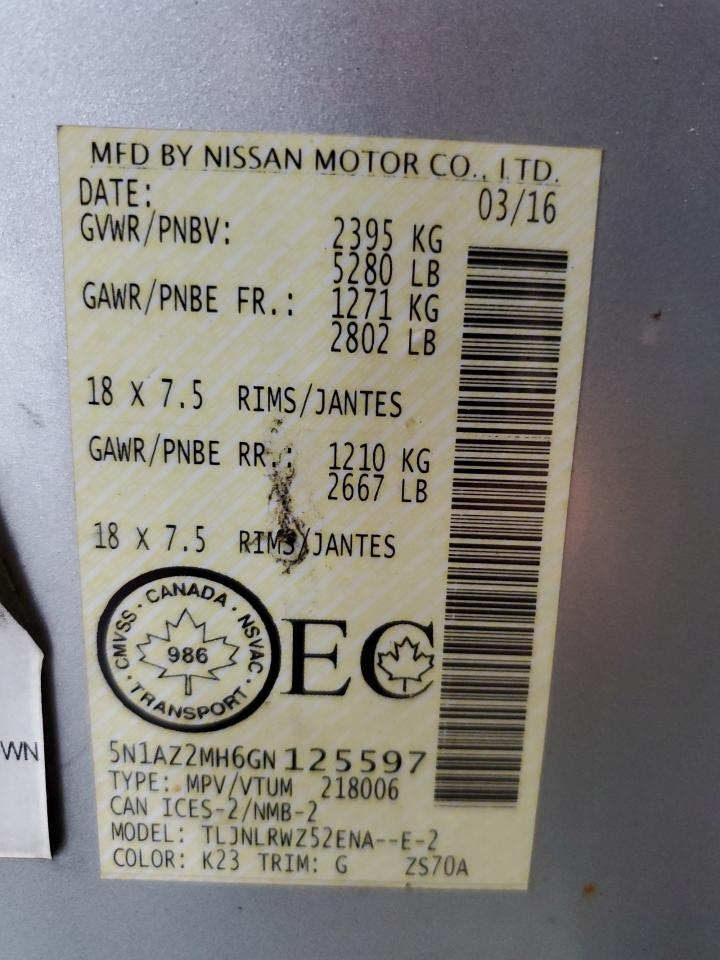 MFD BY NISSAN MOTOR CO., LTD.
DATE: 03/16
GVWR/PNBV: 2395 KG
5280 LB
GAWR/PNBE FR.: 1271 KG
2802 LB
18 X 7.5 RIMS/JANTES
GAWR/PNBE RR.: 1210 KG
2667 LB
18 X 7.5 RIMS/JANTES
CANADA · NSVAC · TRANSPORT · CMVSS ·
986
EC
5N1AZ2MH6GN125597
TYPE: MPV/VTUM 218006
CAN ICES-2/NMB-2
MODEL: TLJNLRWZ52ENA--E-2
COLOR: K23 TRIM: G ZS70A
WN